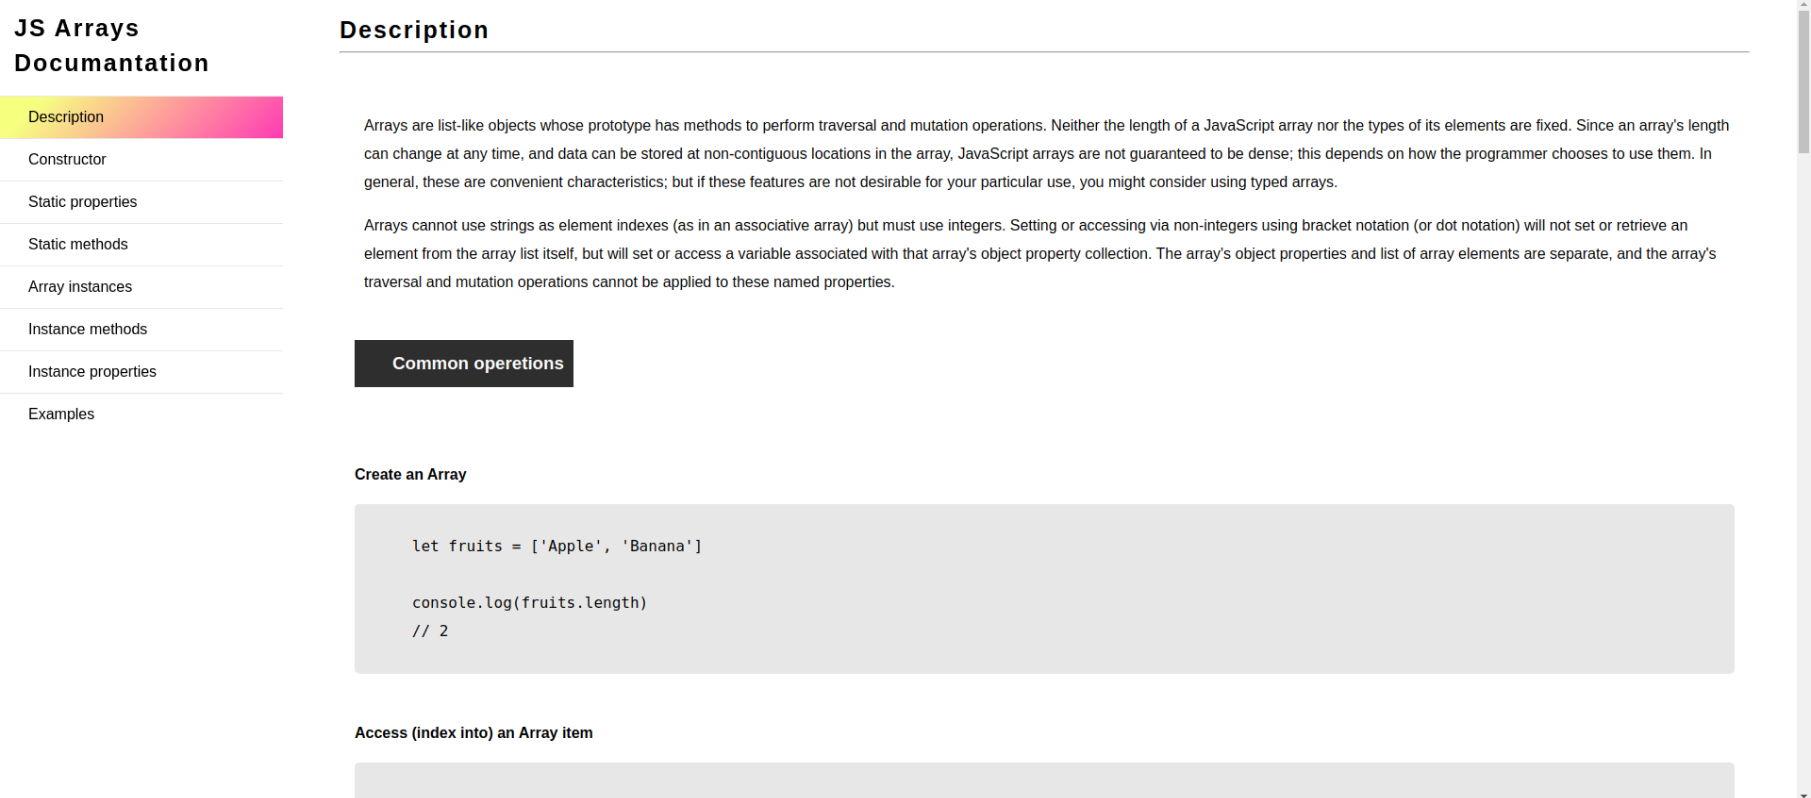 JS Arrays
Documantation
Description
Constructor
Static properties
Static methods
Array instances
Instance methods
Instance properties
Examples
Description
Arrays are list-like objects whose prototype has methods to perform traversal and mutation operations. Neither the length of a JavaScript array nor the types of its elements are fixed. Since an array's length
can change at any time, and data can be stored at non-contiguous locations in the array, JavaScript arrays are not guaranteed to be dense; this depends on how the programmer chooses to use them. In
general, these are convenient characteristics; but if these features are not desirable for your particular use, you might consider using typed arrays.
Arrays cannot use strings as element indexes (as in an associative array) but must use integers. Setting or accessing via non-integers using bracket notation (or dot notation) will not set or retrieve an
element from the array list itself, but will set or access a variable associated with that array's object property collection. The array's object properties and list of array elements are separate, and the array's
traversal and mutation operations cannot be applied to these named properties.
Common operetions
Create an Array
let fruits = ['Apple', 'Banana']
console.log(fruits.length)
// 2
Access (index into) an Array item